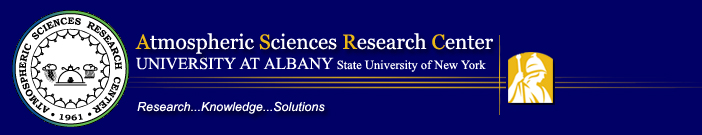 ATMOSPHERIC SCIENCES RESEARCH CENTER
· 1961 ·
Atmospheric Sciences Research Center
UNIVERSITY AT ALBANY State University of New York
Research...Knowledge...Solutions